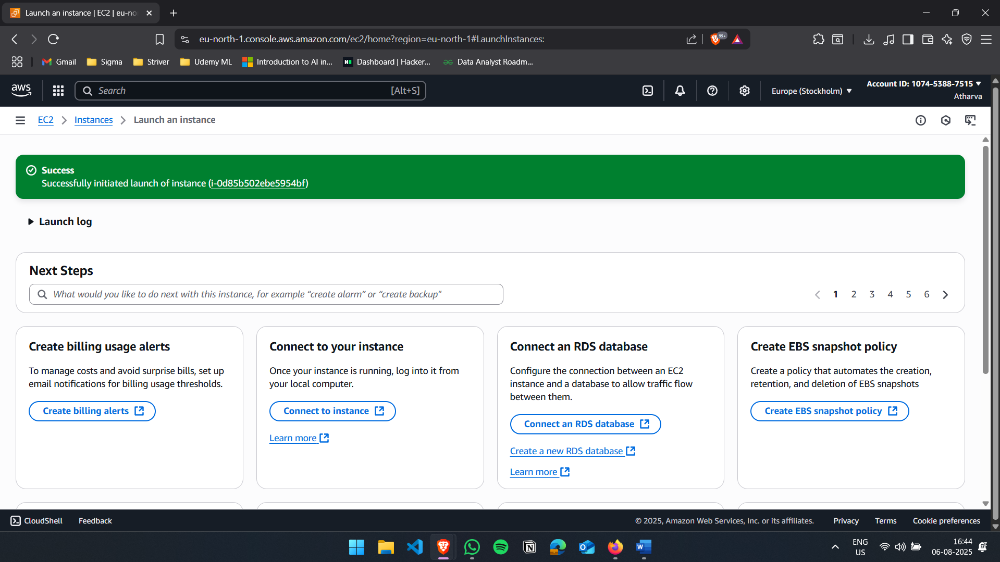 Launch an instance | EC2 | eu-no
eu-north-1.console.aws.amazon.com/ec2/home?region=eu-north-1#LaunchInstances:
99+
Gmail
Sigma
Striver
Udemy ML
Introduction to AI in...
Dashboard | Hacker...
Data Analyst Roadm...
aws
Search
[Alt+S]
Europe (Stockholm)
Account ID: 1074-5388-7515
Atharva
EC2
Instances
Launch an instance
Success
Successfully initiated launch of instance (i-0d85b502ebe5954bf)
Launch log
Next Steps
What would you like to do next with this instance, for example “create alarm” or “create backup"
1 2 3 4 5 6
Create billing usage alerts
To manage costs and avoid surprise bills, set up
email notifications for billing usage thresholds.
Create billing alerts
Connect to your instance
Once your instance is running, log into it from
your local computer.
Connect to instance
Learn more
Connect an RDS database
Configure the connection between an EC2
instance and a database to allow traffic flow
between them.
Connect an RDS database
Create a new RDS database
Learn more
Create EBS snapshot policy
Create a policy that automates the creation,
retention, and deletion of EBS snapshots
Create EBS snapshot policy
CloudShell
Feedback
© 2025, Amazon Web Services, Inc. or its affiliates.
Privacy
Terms
Cookie preferences
ENG
US
16:44
06-08-2025